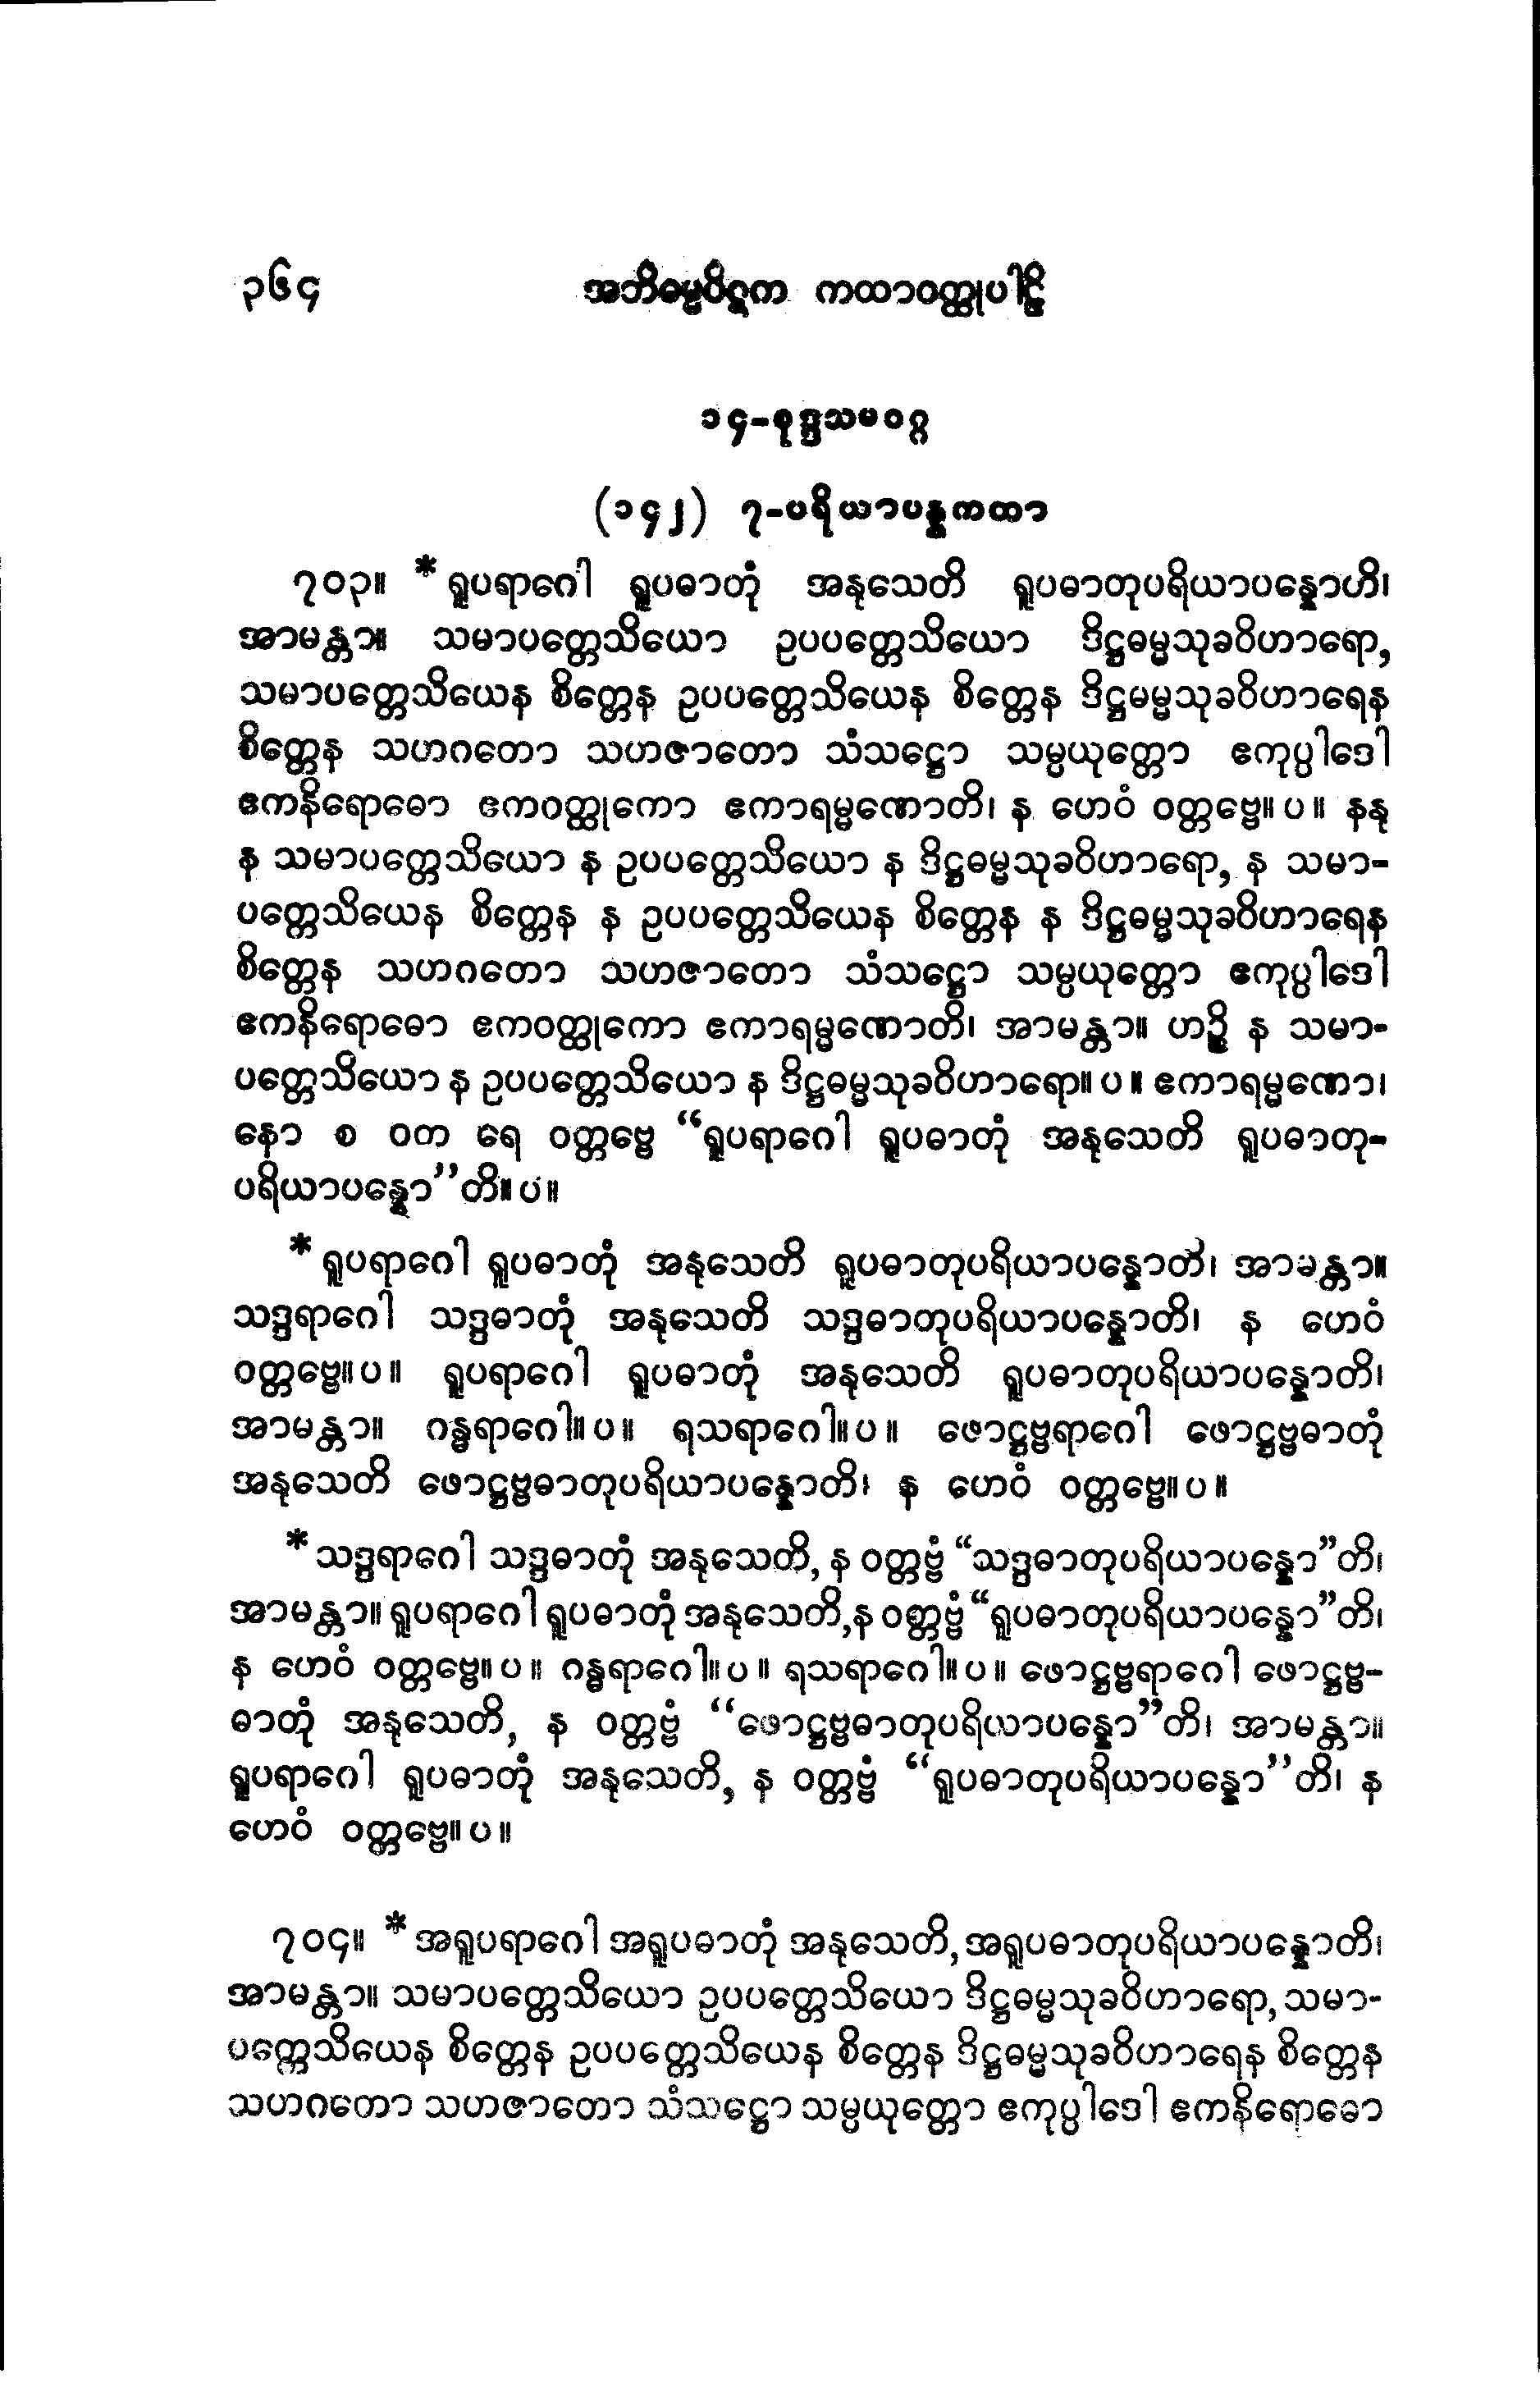 ၃၆၄ အဘိဓမ္မပိဋက ကထာဝတ္ထုပါဠိ
၁၄-စုဒ္ဒသမဝဂ္ဂ
(၁၄၂) ၇-ပရိယာပန္နကထာ
၇၀၃။ *ရူပရာဂေါ ရူပဓာတုံ အနုသေတိ ရူပဓာတုပရိယာပန္နောဟိ၊
အာမန္တာ။ သမာပတ္တေသိယော ဥပပတ္တေသိယော ဒိဋ္ဌဓမ္မသုခဝိဟာရော,
သမာပတ္တေသိယေန စိတ္တေန ဥပပတ္တေသိယေန စိတ္တေန ဒိဋ္ဌမမ္မသုခဝိဟာရေန
စိတ္တေန သဟဂတော သဟဇာတော သံသဋ္ဌော သမ္ပယုတ္တော ဧကုပ္ပါဒေါ
ဧကနိရောဓော ဧကဝတ္ထုကော ဧကာရမ္မဏောတိ၊ န ဟေဝံ ဝတ္တဗ္ဗေ။ပ။ နနု
န သမာပတ္တေသိယော န ဥပပတ္တေသိယော န ဒိဋ္ဌဓမ္မသုခဝိဟာရော, န သမာ-
ပတ္တေသိယေန စိတ္တေန န ဥပပတ္တေသိယေန စိတ္တေန န ဒိဋ္ဌဓမ္မသုခဝိဟာရေန
စိတ္တေန သဟဂတော သဟဇာတော သံသဋ္ဌော သမ္ပယုတ္တော ဧကုပ္ပါဒေါ
ဧကနိရောဓော ဧကဝတ္ထုကော ဧကာရမ္မဏောတိ၊ အာမန္တာ။ ဟဉ္စိ န သမာ-
ပတ္တေသိယော န ဥပပတ္တေသိယော န ဒိဋ္ဌဓမ္မသုခဝိဟာရော။ပ။ ဧကာရမ္မဏော၊
နော စ ဝတ ရေ ဝတ္တဗ္ဗေ “ရူပရာဂေါ ရူပဓာတုံ အနုသေတိ ရူပဓာတု-
ပရိယာပန္နော”တိ။ပ။
*ရူပရာဂေါ ရူပဓာတုံ အနုသေတိ ရူပဓာတုပရိယာပန္နောတိ၊ အာမန္တာ။
သဒ္ဒရာဂေါ သဒ္ဒဓာတုံ အနုသေတိ သဒ္ဒဓာတုပရိယာပန္နောတိ၊ န ဟေဝံ
ဝတ္တဗ္ဗေ။ပ။ ရူပရာဂေါ ရူပဓာတုံ အနုသေတိ ရူပဓာတုပရိယာပန္နောတိ၊
အာမန္တာ။ ဂန္ဓရာဂေါ။ပ။ ရသရာဂေါ။ပ။ ဖောဋ္ဌဗ္ဗရာဂေါ ဖောဋ္ဌဗ္ဗဓာတုံ
အနုသေတိ ဖောဋ္ဌဗ္ဗဓာတုပရိယာပန္နောတိ၊ န ဟေဝံ ဝတ္တဗ္ဗေ။ပ။
*သဒ္ဒရာဂေါ သဒ္ဒဓာတုံ အနုသေတိ, န ဝတ္တဗ္ဗံ “သဒ္ဒဓာတုပရိယာပန္နော”တိ၊
အာမန္တာ။ ရူပရာဂေါ ရူပဓာတုံ အနုသေတိ,န ဝတ္တဗ္ဗံ “ရူပဓာတုပရိယာပန္နော”တိ၊
န ဟေဝံ ဝတ္တဗ္ဗေ။ပ။ ဂန္ဓရာဂေါ။ပ။ ရသရာဂေါ။ပ။ ဖောဋ္ဌဗ္ဗရာဂေါ ဖောဋ္ဌဗ္ဗ-
ဓာတုံ အနုသေတိ, န ဝတ္တဗ္ဗံ “ဖောဋ္ဌဗ္ဗဓာတုပရိယာပန္နော”တိ၊ အာမန္တာ။
ရူပရာဂေါ ရူပဓာတုံ အနုသေတိ, န ဝတ္တဗ္ဗံ “ရူပဓာတုပရိယာပန္နော”တိ၊ န
ဟေဝံ ဝတ္တဗ္ဗေ။ပ။
၇၀၄။ *အရူပရာဂေါ အရူပဓာတုံ အနုသေတိ,အရူပဓာတုပရိယာပန္နောတိ၊
အာမန္တာ။ သမာပတ္တေသိယော ဥပပတ္တေသိယော ဒိဋ္ဌဓမ္မသုခဝိဟာရော,သမာ-
ပတ္တေသိယေန စိတ္တေန ဥပပတ္တေသိယေန စိတ္တေန ဒိဋ္ဌဓမ္မသုခဝိဟာရေန စိတ္တေန
သဟဂတော သဟဇာတော သံသဋ္ဌော သမ္ပယုတ္တော ဧကုပ္ပါဒေါ ဧကနိရောဓော